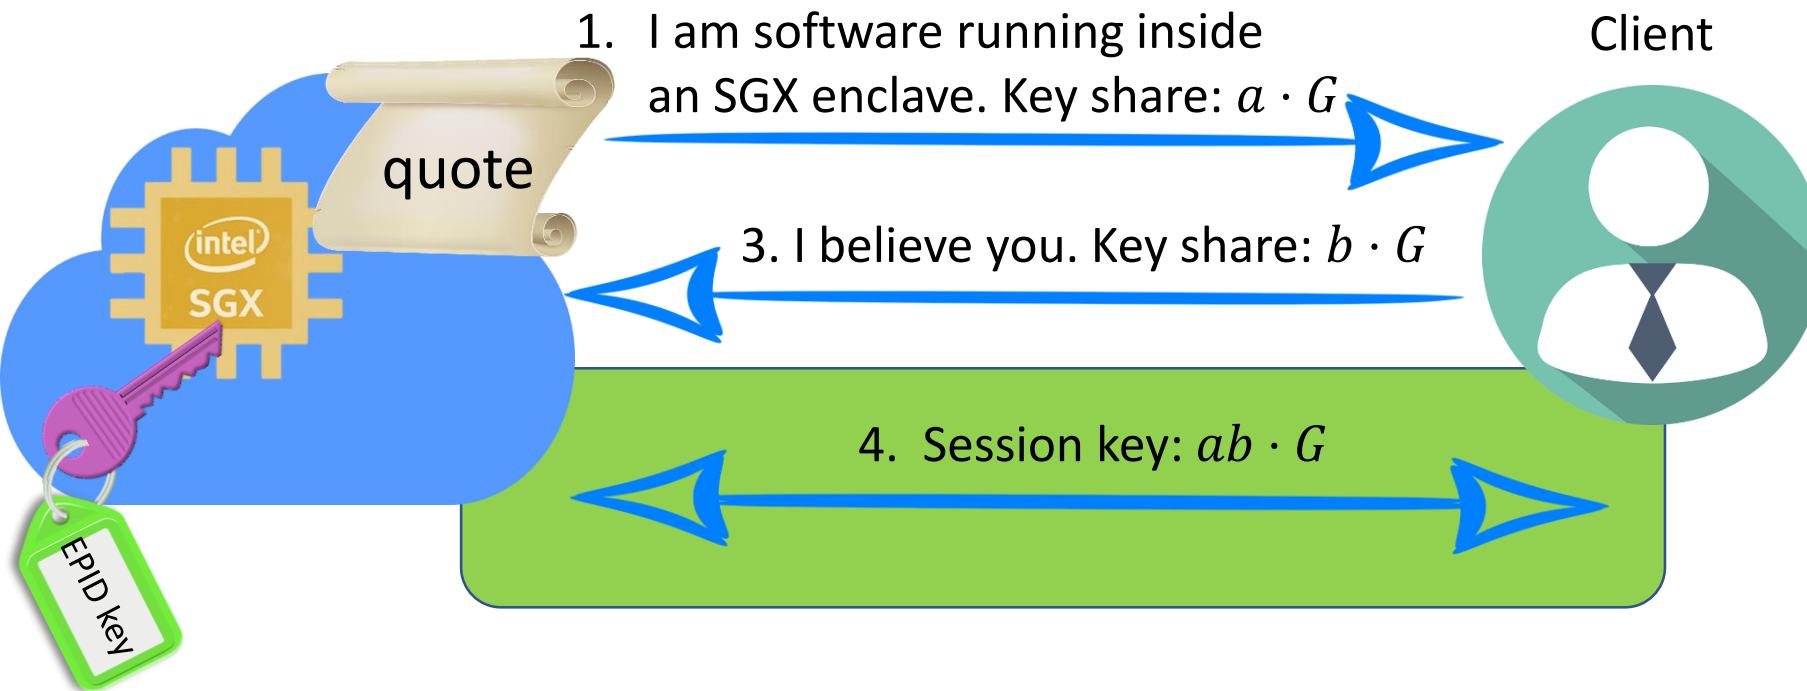 1. I am software running inside
an SGX enclave. Key share: a · G
Client
quote
intel
SGX
3. I believe you. Key share: b · G
4. Session key: ab · G
EPID key